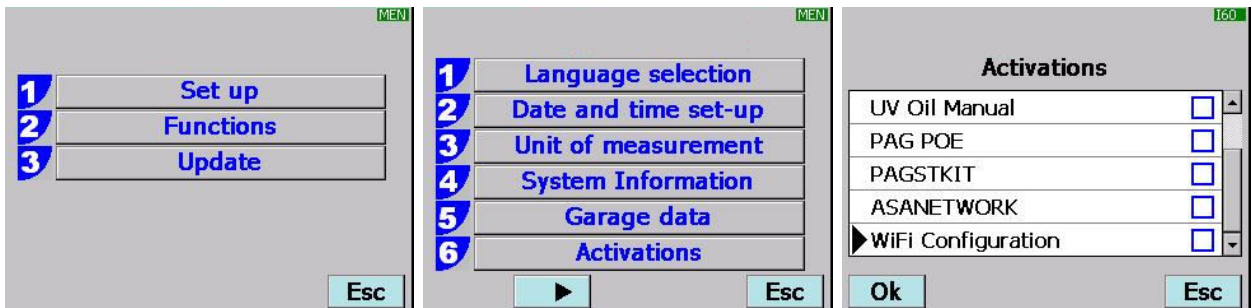 MEN
1 Set up
2 Functions
3 Update
Esc
MEN
1 Language selection
2 Date and time set-up
3 Unit of measurement
4 System Information
5 Garage data
6 Activations
Esc
I60
Activations
UV Oil Manual
PAG POE
PAGSTKIT
ASANETWORK
WiFi Configuration
Ok Esc